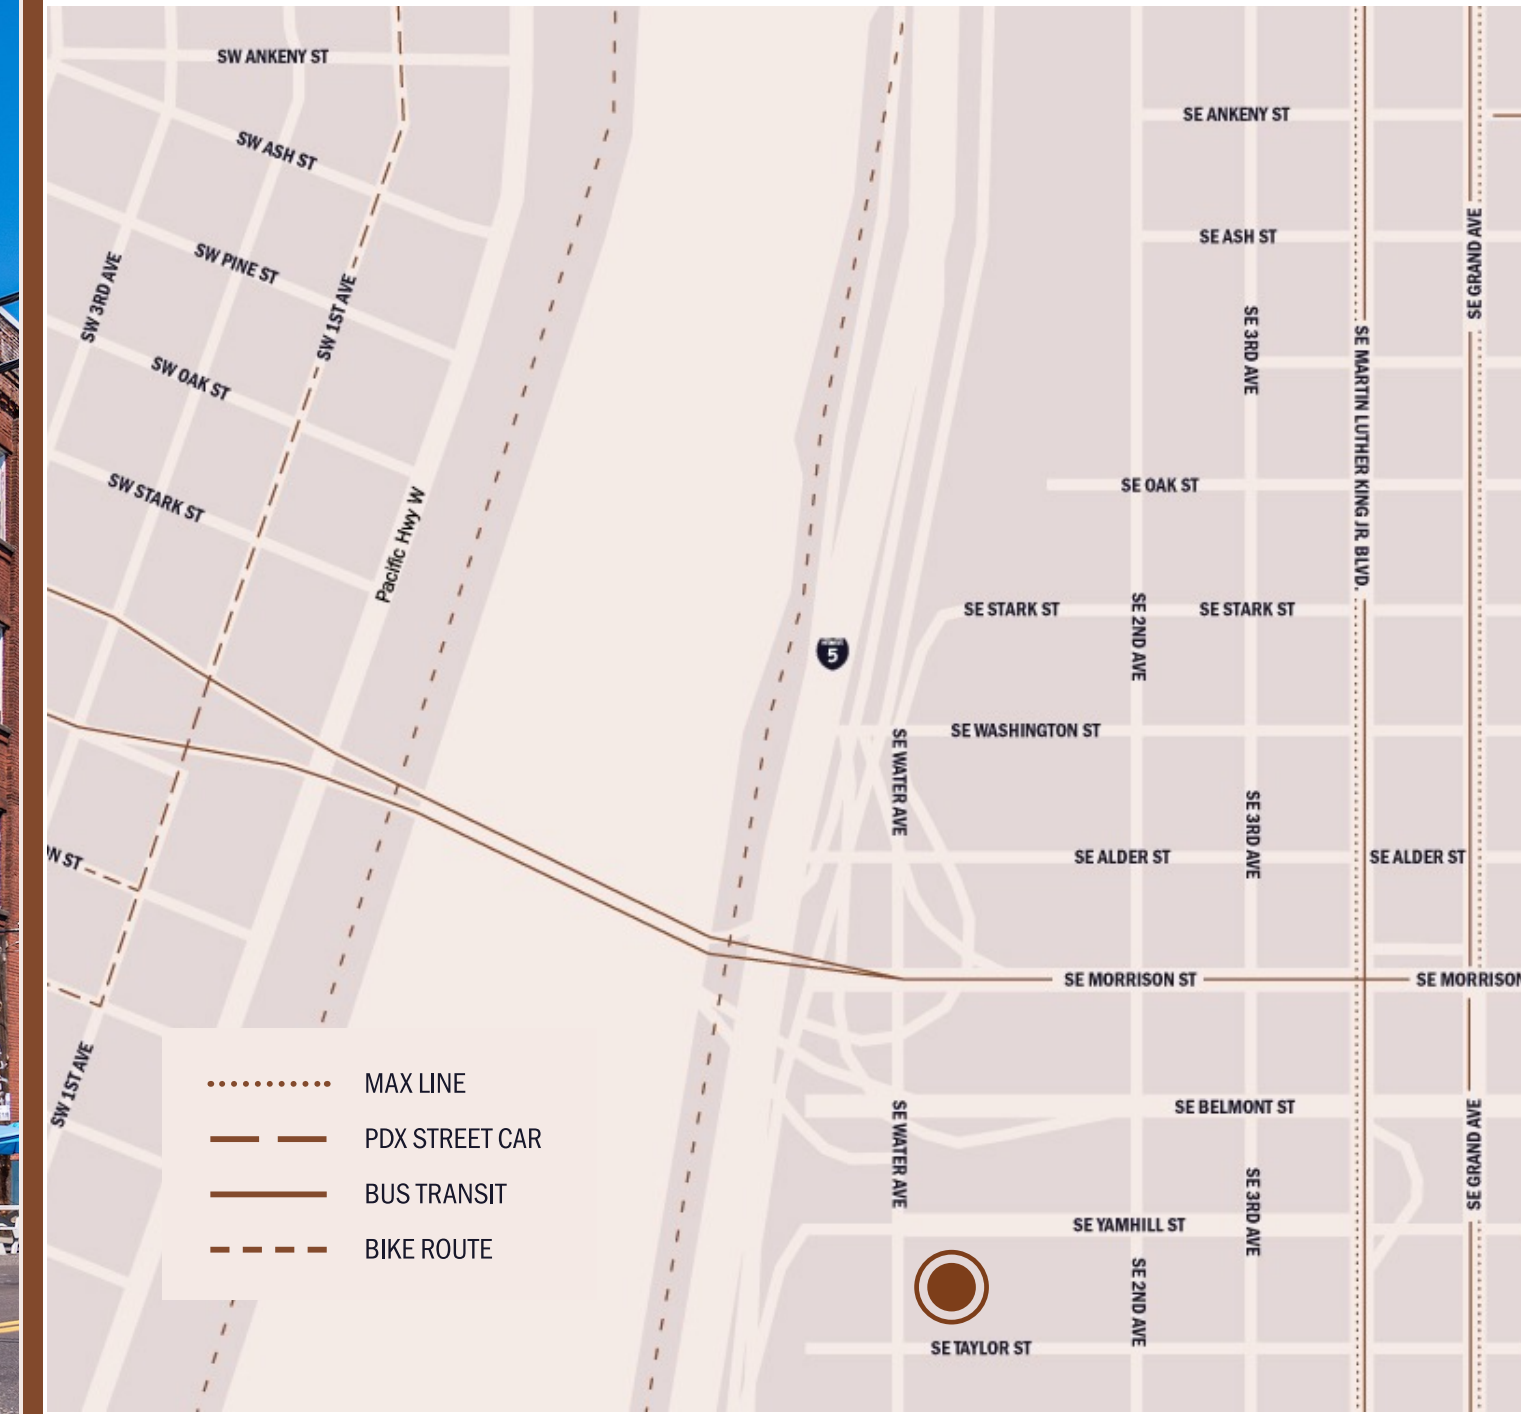 SW ANKENY ST
SE ANKENY ST
SW ASH ST
SE ASH ST
SW PINE ST
SE GRAND AVE
SW 3RD AVE
SW 1ST AVE
SE 3RD AVE
SW OAK ST
SE MARTIN LUTHER KING JR. BLVD.
SW STARK ST
SE OAK ST
Pacific Hwy W
SE STARK ST
SE STARK ST
SE 2ND AVE
5
SE WASHINGTON ST
SE WATER AVE
SE 3RD AVE
ON ST
SE ALDER ST
SE ALDER ST
SE MORRISON ST
SE MORRISON
SW 1ST AVE
MAX LINE
PDX STREET CAR
BUS TRANSIT
BIKE ROUTE
SE BELMONT ST
SE WATER AVE
SE GRAND AVE
SE 3RD AVE
SE YAMHILL ST
SE 2ND AVE
SE TAYLOR ST